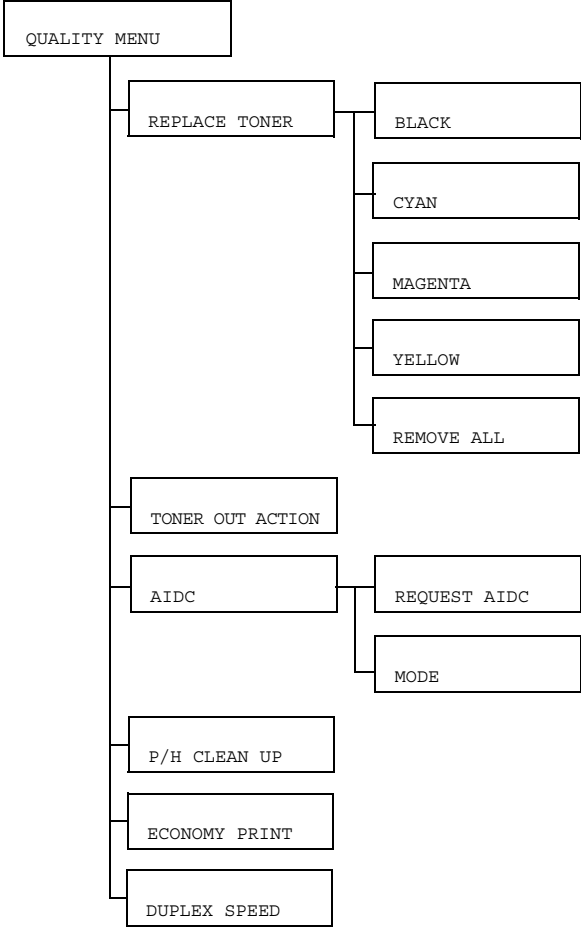 QUALITY MENU
REPLACE TONER
BLACK
CYAN
MAGENTA
YELLOW
REMOVE ALL
TONER OUT ACTION
AIDC
REQUEST AIDC
MODE
P/H CLEAN UP
ECONOMY PRINT
DUPLEX SPEED